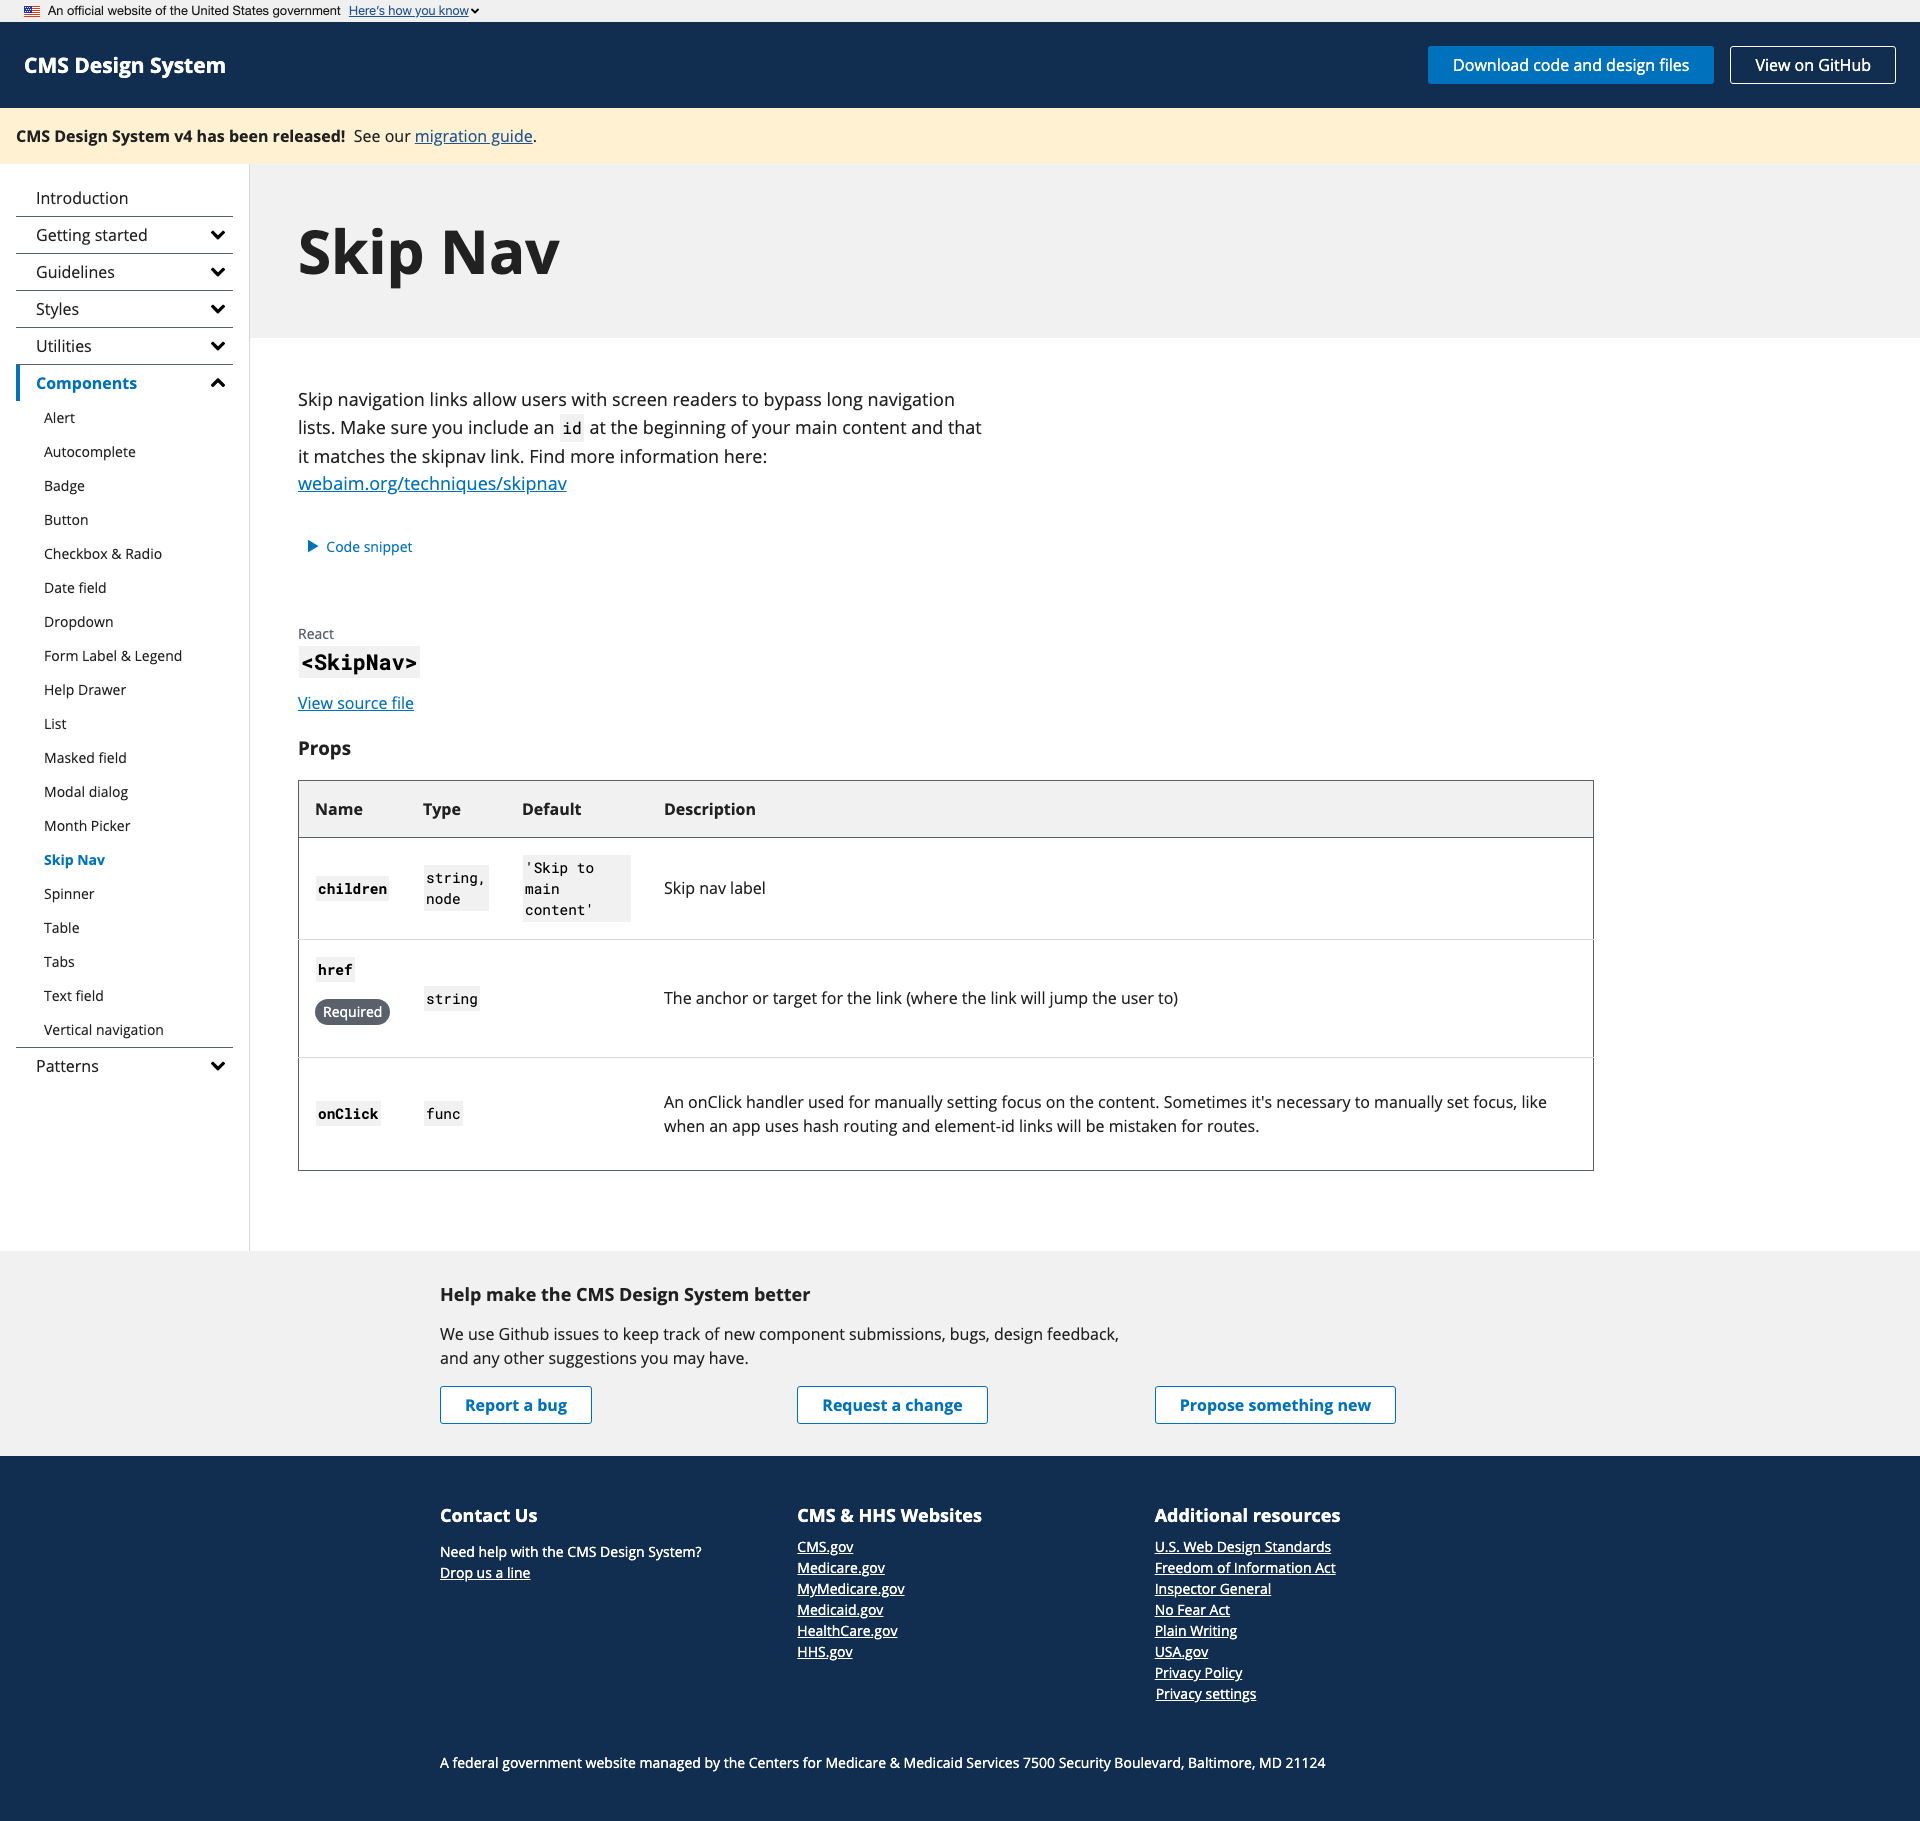 An official website of the United States government Here's how you know
CMS Design System
Download code and design files
View on GitHub
CMS Design System v4 has been released! See our migration guide.
Introduction
Getting started
Guidelines
Styles
Utilities
Components
Alert
Autocomplete
Badge
Button
Checkbox & Radio
Date field
Dropdown
Form Label & Legend
Help Drawer
List
Masked field
Modal dialog
Month Picker
Skip Nav
Spinner
Table
Tabs
Text field
Vertical navigation
Patterns
Skip Nav
Skip navigation links allow users with screen readers to bypass long navigation
lists. Make sure you include an id at the beginning of your main content and that
it matches the skipnav link. Find more information here:
webaim.org/techniques/skipnav
Code snippet
React
<SkipNav>
View source file
Props
Name Type Default Description
children
string,
node
'Skip to
main
content'
Skip nav label
href
Required
string
The anchor or target for the link (where the link will jump the user to)
onClick
func
An onClick handler used for manually setting focus on the content. Sometimes it's necessary to manually set focus, like
when an app uses hash routing and element-id links will be mistaken for routes.
Help make the CMS Design System better
We use Github issues to keep track of new component submissions, bugs, design feedback,
and any other suggestions you may have.
Report a bug
Request a change
Propose something new
Contact Us
Need help with the CMS Design System?
Drop us a line
CMS & HHS Websites
CMS.gov
Medicare.gov
MyMedicare.gov
Medicaid.gov
HealthCare.gov
HHS.gov
Additional resources
U.S. Web Design Standards
Freedom of Information Act
Inspector General
No Fear Act
Plain Writing
USA.gov
Privacy Policy
Privacy settings
A federal government website managed by the Centers for Medicare & Medicaid Services 7500 Security Boulevard, Baltimore, MD 21124